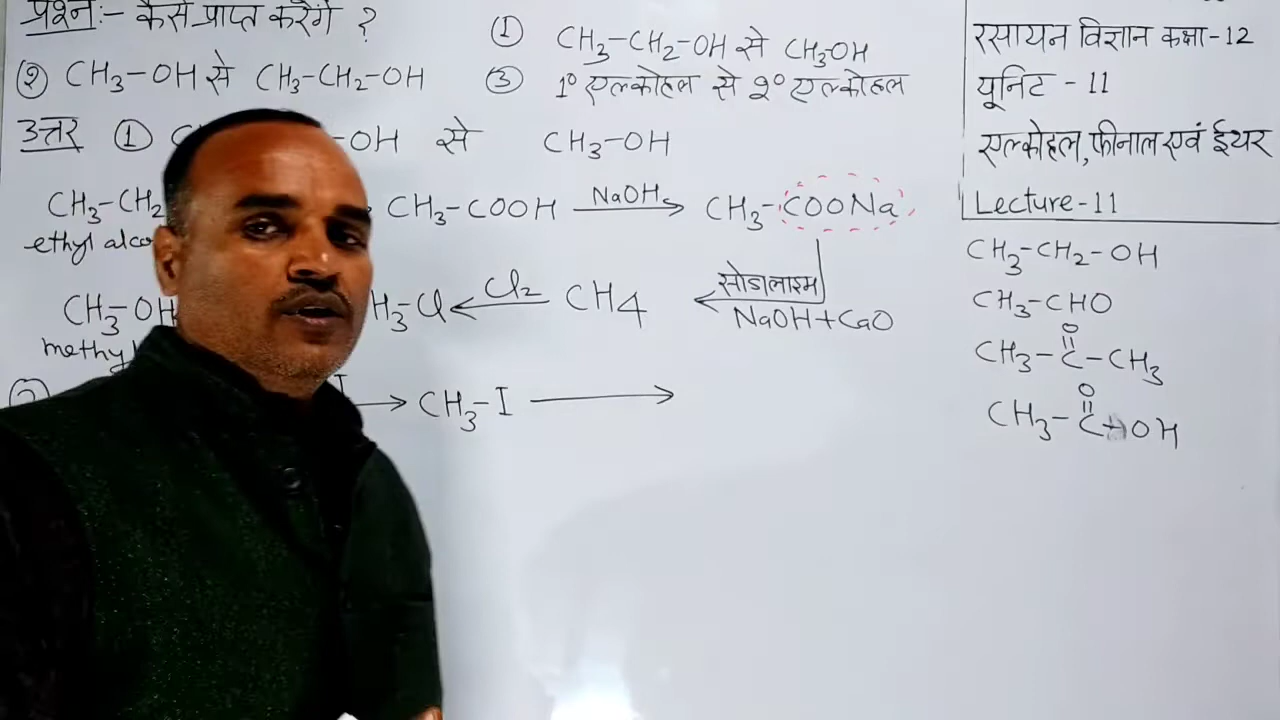 प्रश्न:- कैसे प्राप्त करेंगे ?
① CH3-CH2-OH से CH3OH
② CH3-OH से CH3-CH2-OH
③ 1° एल्कोहल से 2° एल्कोहल
उत्तर ① -OH से CH3-OH
CH3-CH2 CH3-COOH NaOH CH3-COONa
ethyl
CH3-OH H3-Cl Cl2 CH4 सोडालाइम
NaOH+CaO
methyl
I → CH3-I →
रसायन विज्ञान कक्षा-12
यूनिट - 11
एल्कोहल, फीनाल एवं ईथर
Lecture-11
CH3-CH2-OH
CH3-CHO
O
CH3-C-CH3
O
CH3-C OH